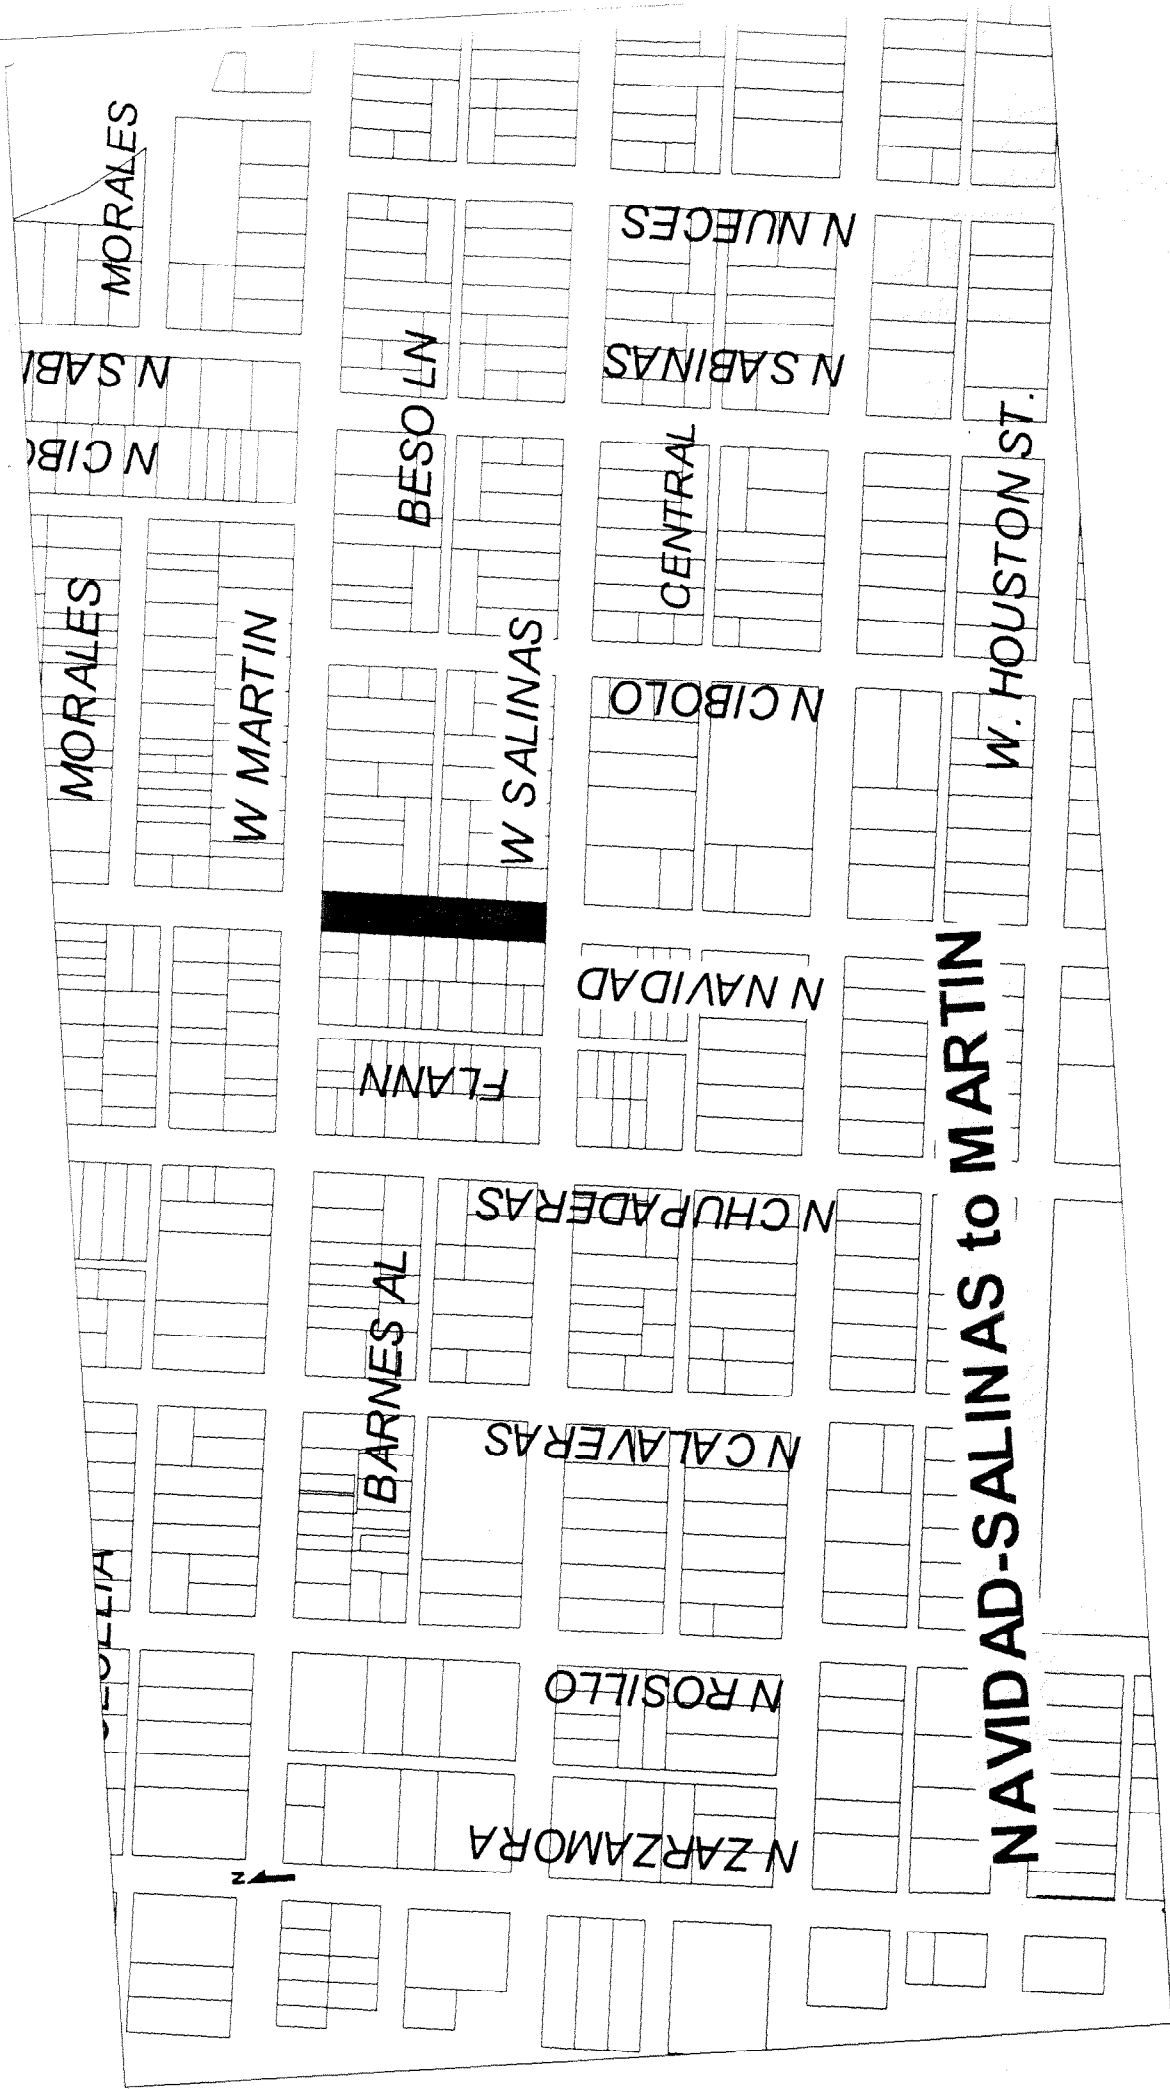 MORALES
N NUECES
N SABI
N SABINAS
BESO LN
N CIBO
CENTRAL
W. HOUSTON ST.
MORALES
W MARTIN
W SALINAS
N CIBOLO
N NAVIDAD
FLANN
N CHUPADERAS
BARNES AL
N CALAVERAS
N ROSILLO
N ZARZAMORA
N
NAVIDAD-SALINAS to MARTIN